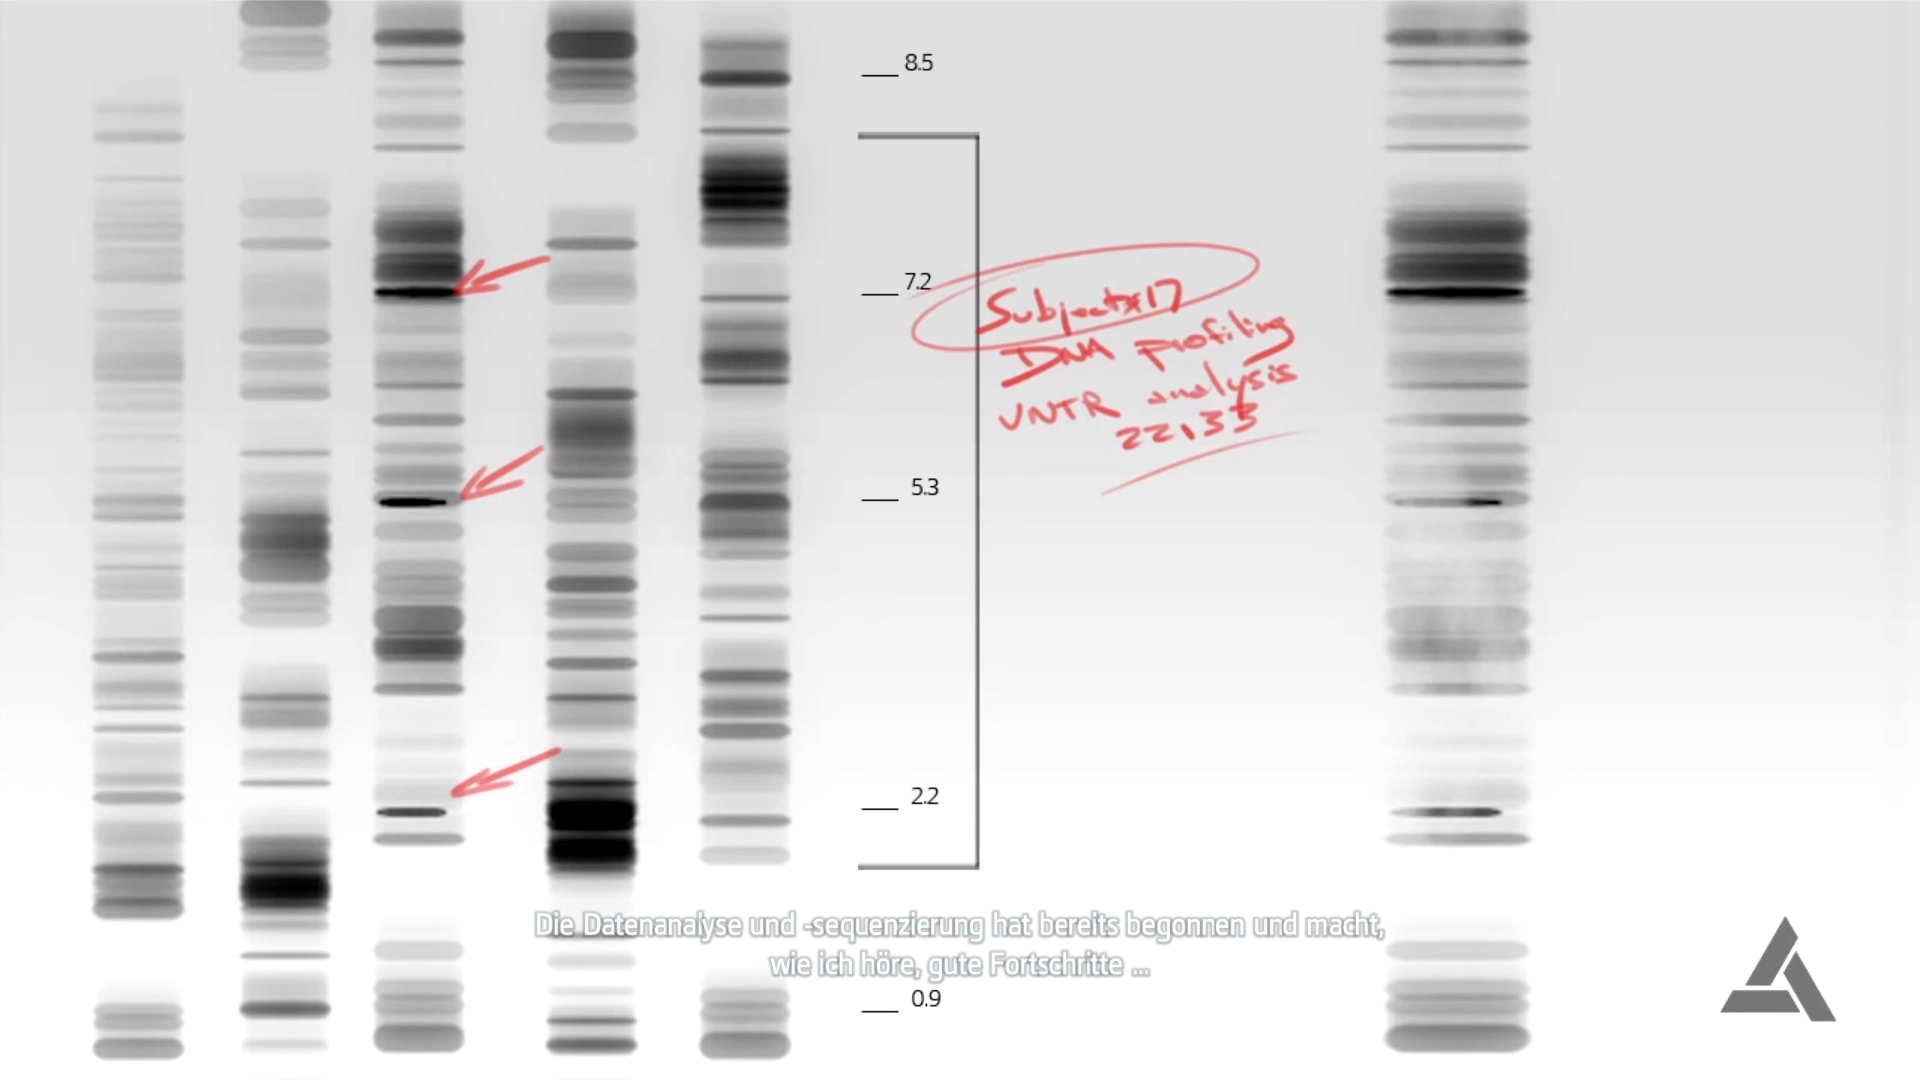 8.5
7.2
Subject#17
DNA profiling
VNTR analysis
22133
5.3
2.2
Die Datenanalyse und -sequenzierung hat bereits begonnen und macht,
wie ich höre, gute Fortschritte ...
0.9